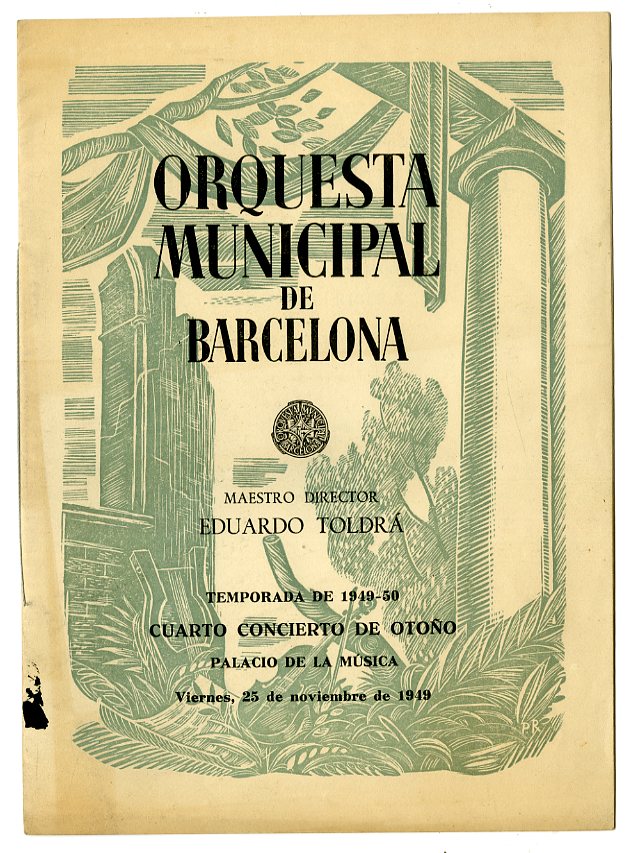 ORQUESTA
MUNICIPAL
DE
BARCELONA
MAESTRO DIRECTOR
EDUARDO TOLDRÁ
TEMPORADA DE 1949-50
CUARTO CONCIERTO DE OTOÑO
PALACIO DE LA MÚSICA
Viernes, 25 de noviembre de 1949
PR